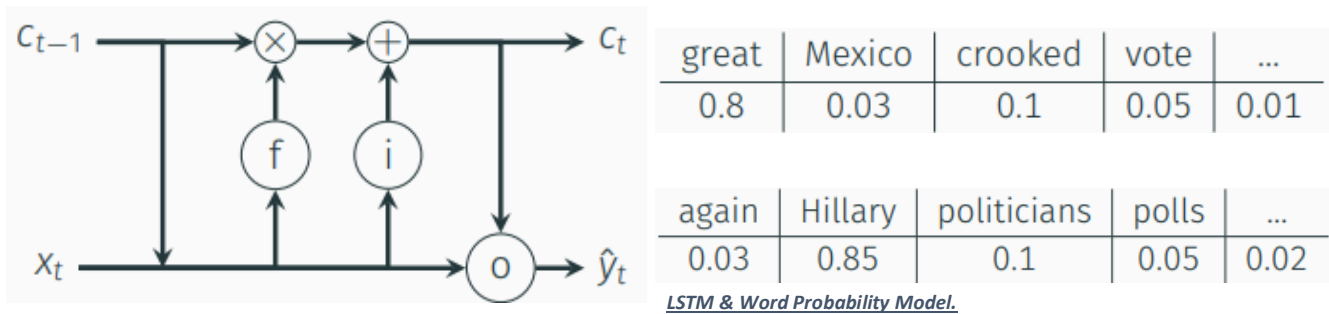 C_{t−1} × + C_t
f i
x_t o ŷ_t
great Mexico crooked vote ...
0.8 0.03 0.1 0.05 0.01
again Hillary politicians polls ...
0.03 0.85 0.1 0.05 0.02
LSTM & Word Probability Model.